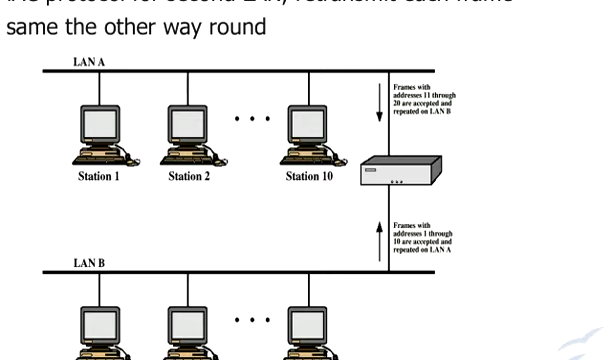 same the other way round
LAN A
Frames with
addresses 11 through
20 are accepted and
repeated on LAN B
Station 1
Station 2
Station 10
Frames with
addresses 1 through
10 are accepted and
repeated on LAN A
LAN B